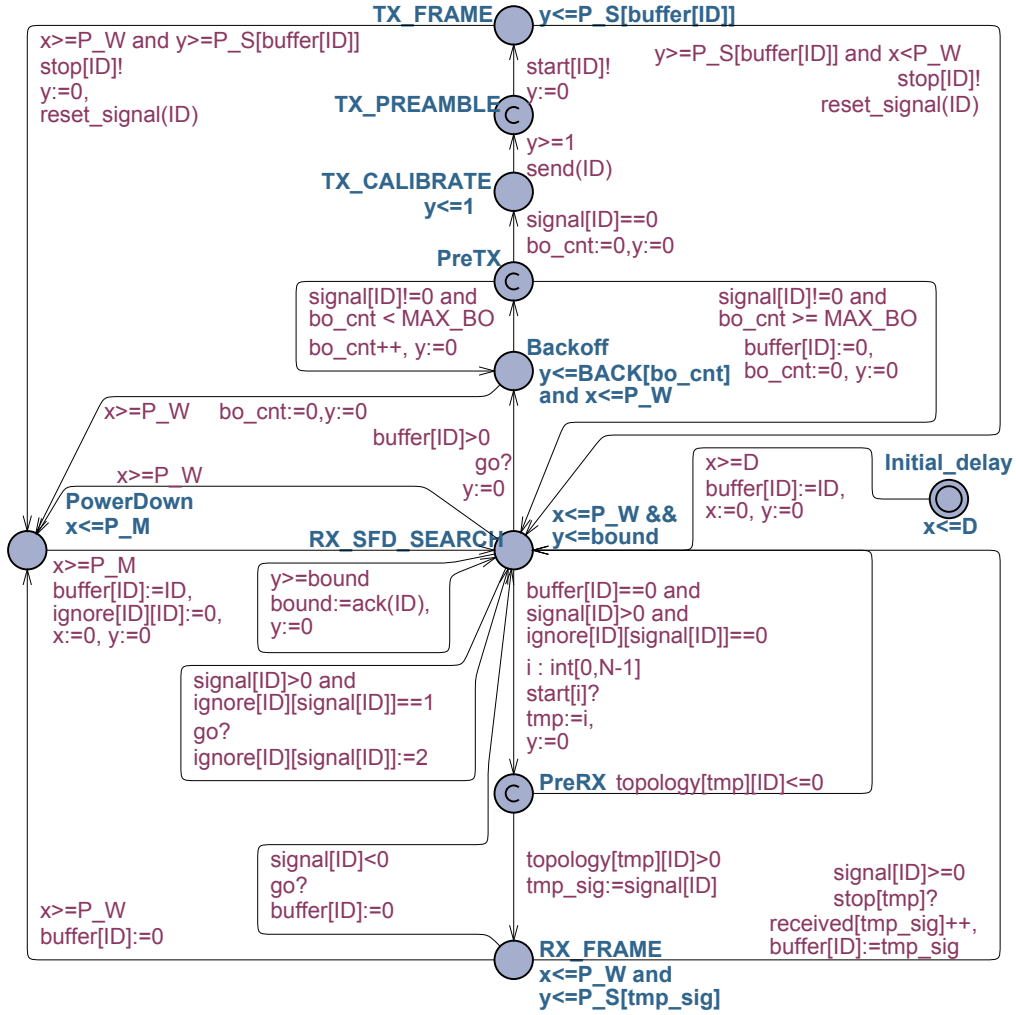 TX_FRAME
y<=P_S[buffer[ID]]
x>=P_W and y>=P_S[buffer[ID]]
stop[ID]!
y:=0,
reset_signal(ID)
start[ID]!
y:=0
y>=P_S[buffer[ID]] and x<P_W
stop[ID]!
reset_signal(ID)
TX_PREAMBLE
C
y>=1
send(ID)
TX_CALIBRATE
y<=1
signal[ID]==0
bo_cnt:=0,y:=0
PreTX
C
signal[ID]!=0 and
bo_cnt < MAX_BO
bo_cnt++, y:=0
signal[ID]!=0 and
bo_cnt >= MAX_BO
buffer[ID]:=0,
bo_cnt:=0, y:=0
Backoff
y<=BACK[bo_cnt]
and x<=P_W
x>=P_W bo_cnt:=0,y:=0
buffer[ID]>0
go?
y:=0
x>=P_W
PowerDown
x<=P_M
x>=D
buffer[ID]:=ID,
x:=0, y:=0
Initial_delay
x<=D
RX_SFD_SEARCH
x<=P_W &&
y<=bound
x>=P_M
buffer[ID]:=ID,
ignore[ID][ID]:=0,
x:=0, y:=0
y>=bound
bound:=ack(ID),
y:=0
buffer[ID]==0 and
signal[ID]>0 and
ignore[ID][signal[ID]]==0
i : int[0,N-1]
start[i]?
tmp:=i,
y:=0
signal[ID]>0 and
ignore[ID][signal[ID]]==1
go?
ignore[ID][signal[ID]]:=2
C
PreRX
topology[tmp][ID]<=0
signal[ID]<0
go?
buffer[ID]:=0
topology[tmp][ID]>0
tmp_sig:=signal[ID]
signal[ID]>=0
stop[tmp]?
received[tmp_sig]++,
buffer[ID]:=tmp_sig
x>=P_W
buffer[ID]:=0
RX_FRAME
x<=P_W and
y<=P_S[tmp_sig]